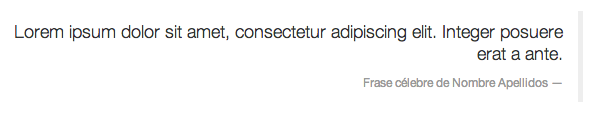 Lorem ipsum dolor sit amet, consectetur adipiscing elit. Integer posuere
erat a ante.
Frase célebre de Nombre Apellidos —